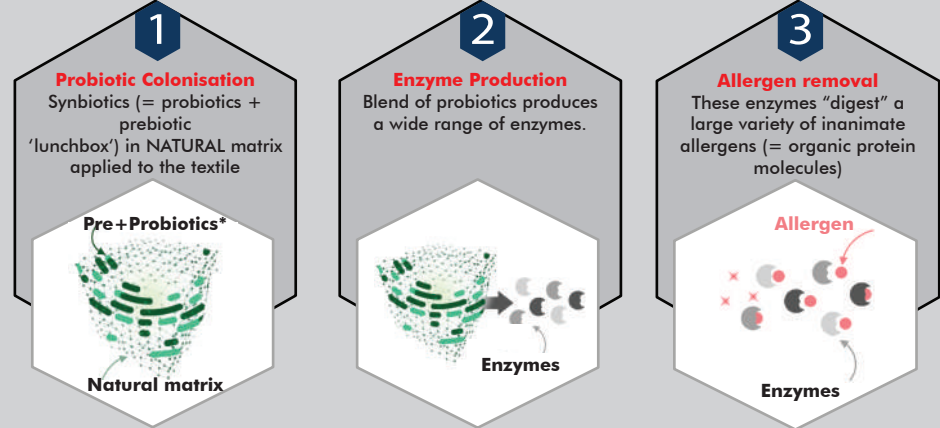 1
Probiotic Colonisation
Synbiotics (= probiotics +
prebiotic
‘lunchbox’) in NATURAL matrix
applied to the textile
Pre+Probiotics*
Natural matrix
2
Enzyme Production
Blend of probiotics produces
a wide range of enzymes.
Enzymes
3
Allergen removal
These enzymes “digest” a
large variety of inanimate
allergens (= organic protein
molecules)
Allergen
Enzymes